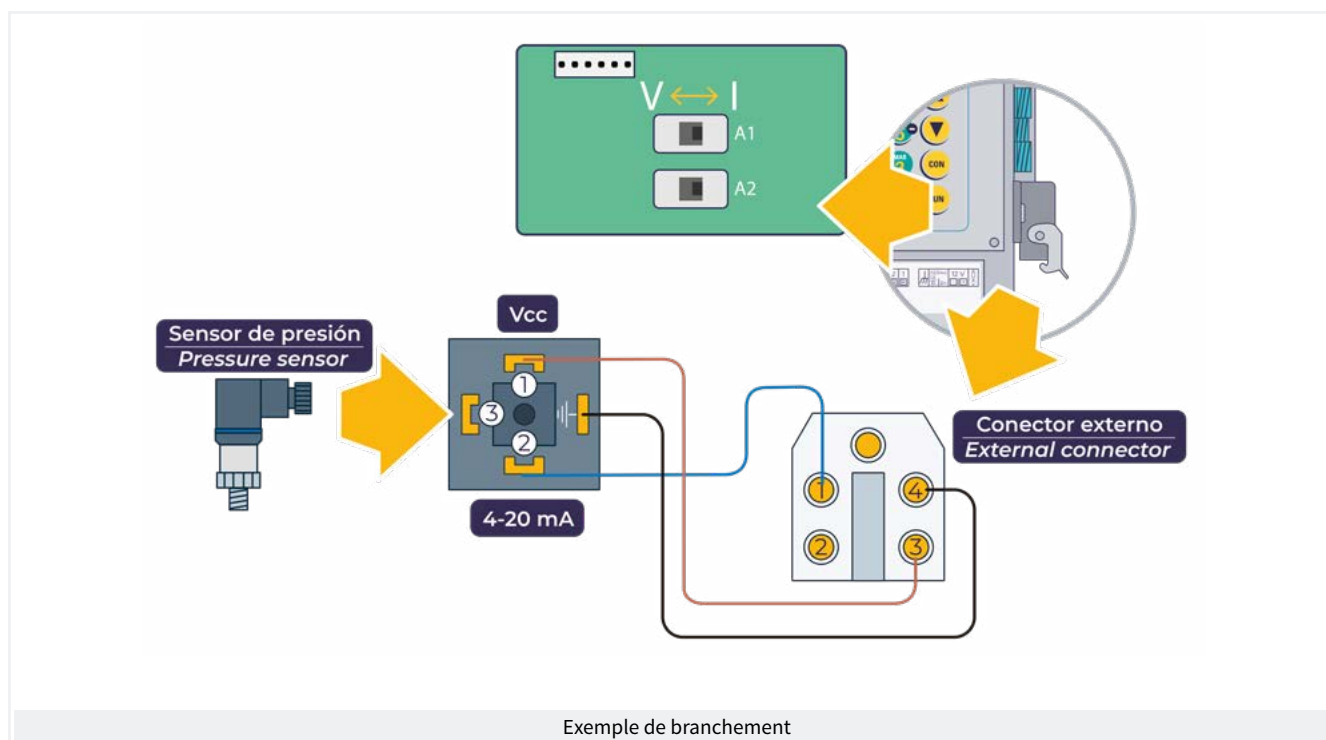 V ↔ I
A1
A2
CON
12 V
Sensor de presión
Pressure sensor
Vcc
1
3
2
4-20 mA
Conector externo
External connector
1
4
2
3
Exemple de branchement